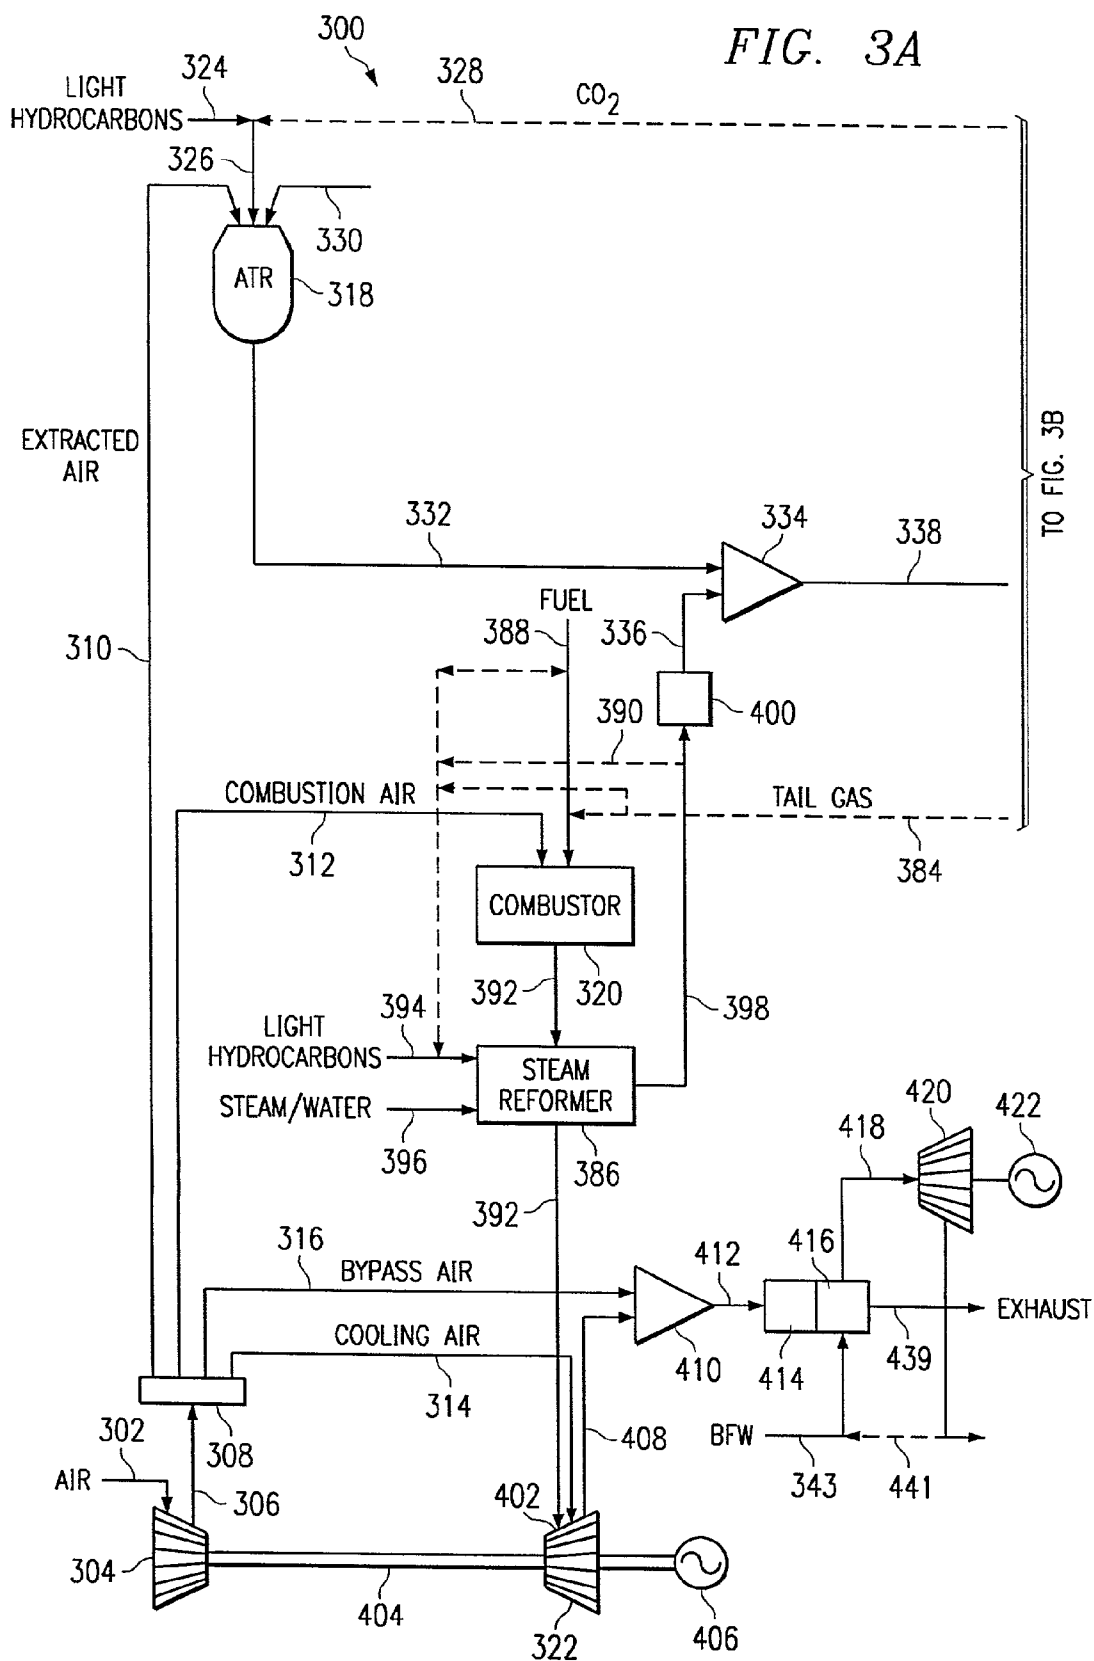 FIG. 3A
300
324
LIGHT
HYDROCARBONS
328
CO2
326
330
ATR
318
EXTRACTED
AIR
TO FIG. 3B
332
334
338
FUEL
388
336
310
400
390
COMBUSTION AIR
TAIL GAS
312
384
COMBUSTOR
392
320
394
398
LIGHT
HYDROCARBONS
STEAM
REFORMER
STEAM/WATER
396
386
420
422
418
392
316
BYPASS AIR
412
416
EXHAUST
COOLING AIR
410
414
439
314
302
308
408
BFW
AIR
306
343
441
402
304
404
322
406